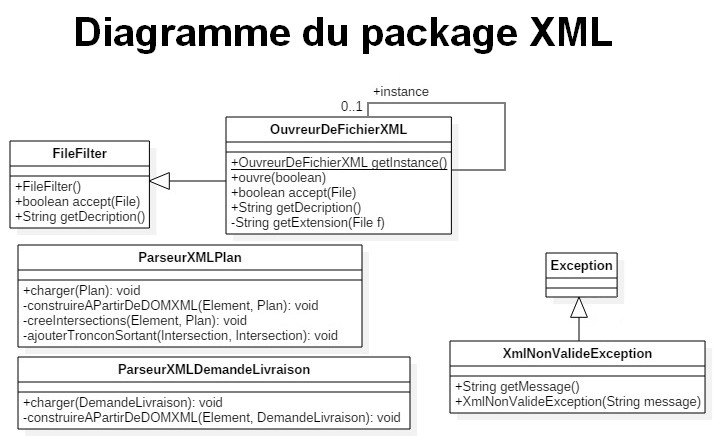 Diagramme du package XML
+instance
0..1
OuvreurDeFichierXML
+OuvreurDeFichierXML getInstance()
+ouvre(boolean)
+boolean accept(File)
+String getDecription()
-String getExtension(File f)
FileFilter
+FileFilter()
+boolean accept(File)
+String getDecription()
ParseurXMLPlan
+charger(Plan): void
-construireAPartirDeDOMXML(Element, Plan): void
-creeIntersections(Element, Plan): void
-ajouterTronconSortant(Intersection, Intersection): void
Exception
XmlNonValideException
+String getMessage()
+XmlNonValideException(String message)
ParseurXMLDemandeLivraison
+charger(DemandeLivraison): void
-construireAPartirDeDOMXML(Element, DemandeLivraison): void